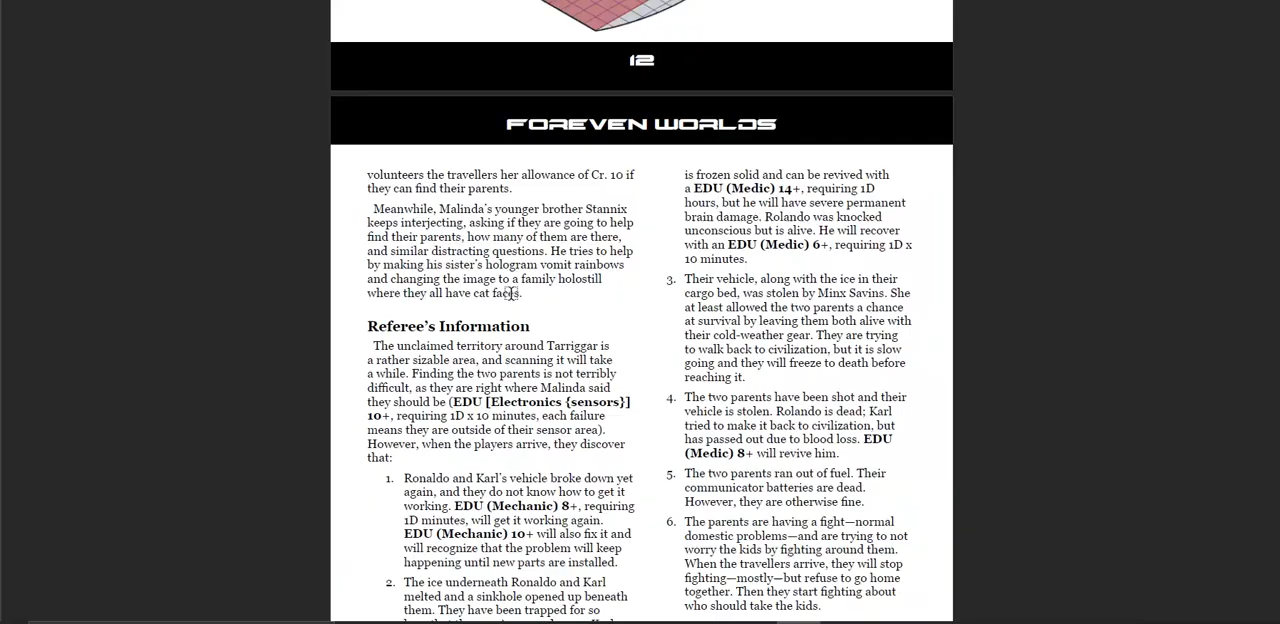 12
FOREVEN WORLDS
volunteers the travellers her allowance of Cr. 10 if
they can find their parents.
Meanwhile, Malinda's younger brother Stannix
keeps interjecting, asking if they are going to help
find their parents, how many of them are there,
and similar distracting questions. He tries to help
by making his sister's hologram vomit rainbows
and changing the image to a family holostill
where they all have cat faces.
Referee's Information
The unclaimed territory around Tarriggar is
a rather sizable area, and scanning it will take
a while. Finding the two parents is not terribly
difficult, as they are right where Malinda said
they should be (EDU [Electronics {sensors}]
10+, requiring 1D x 10 minutes, each failure
means they are outside of their sensor area).
However, when the players arrive, they discover
that:
1. Ronaldo and Karl's vehicle broke down yet
again, and they do not know how to get it
working. EDU (Mechanic) 8+, requiring
1D minutes, will get it working again.
EDU (Mechanic) 10+ will also fix it and
will recognize that the problem will keep
happening until new parts are installed.
2. The ice underneath Ronaldo and Karl
melted and a sinkhole opened up beneath
them. They have been trapped for so
is frozen solid and can be revived with
a EDU (Medic) 14+, requiring 1D
hours, but he will have severe permanent
brain damage. Rolando was knocked
unconscious but is alive. He will recover
with an EDU (Medic) 6+, requiring 1D x
10 minutes.
3. Their vehicle, along with the ice in their
cargo bed, was stolen by Minx Savins. She
at least allowed the two parents a chance
at survival by leaving them both alive with
their cold-weather gear. They are trying
to walk back to civilization, but it is slow
going and they will freeze to death before
reaching it.
4. The two parents have been shot and their
vehicle is stolen. Rolando is dead; Karl
tried to make it back to civilization, but
has passed out due to blood loss. EDU
(Medic) 8+ will revive him.
5. The two parents ran out of fuel. Their
communicator batteries are dead.
However, they are otherwise fine.
6. The parents are having a fight—normal
domestic problems—and are trying to not
worry the kids by fighting around them.
When the travellers arrive, they will stop
fighting—mostly—but refuse to go home
together. Then they start fighting about
who should take the kids.